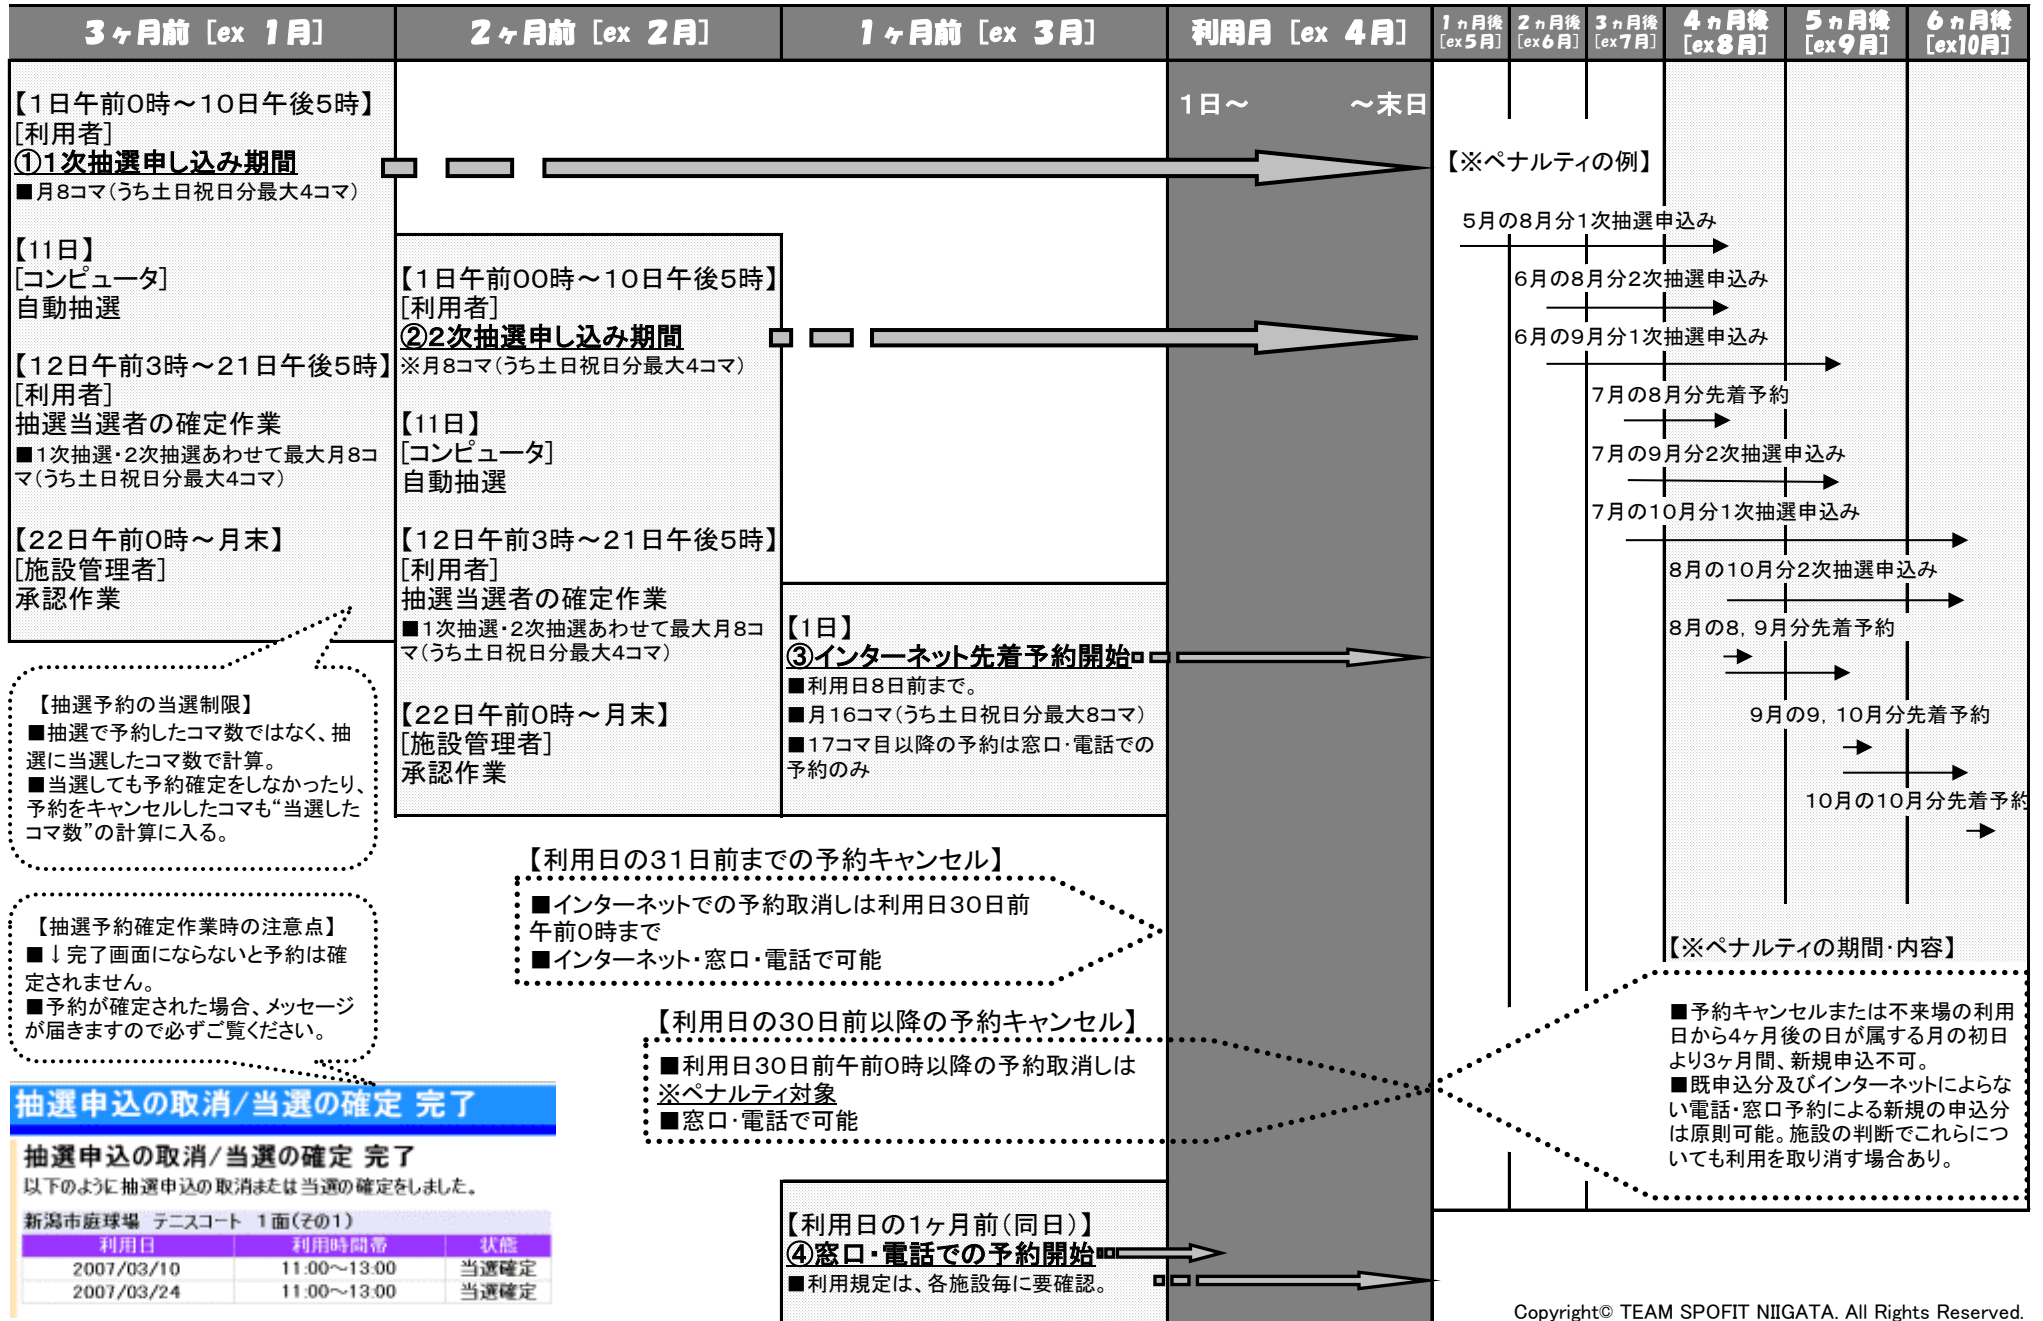 3ヶ月前［ex 1月］
2ヶ月前［ex 2月］
1ヶ月前［ex 3月］
利用月［ex 4月］
1ヵ月後
[ex5月]
2ヵ月後
[ex6月]
3ヵ月後
[ex7月]
4ヵ月後
[ex8月]
5ヵ月後
[ex9月]
6ヵ月後
[ex10月]
【1日午前0時～10日午後5時】
[利用者]
①1次抽選申し込み期間
■月8コマ（うち土日祝日分最大4コマ）
【11日】
[コンピュータ]
自動抽選
【12日午前3時～21日午後5時】
[利用者]
抽選当選者の確定作業
■1次抽選・2次抽選あわせて最大月8コ
マ（うち土日祝日分最大4コマ）
【22日午前0時～月末】
[施設管理者]
承認作業
【抽選予約の当選制限】
■抽選で予約したコマ数ではなく、抽
選に当選したコマ数で計算。
■当選しても予約確定をしなかったり、
予約をキャンセルしたコマも“当選した
コマ数”の計算に入る。
【抽選予約確定作業時の注意点】
■↓完了画面にならないと予約は確
定されません。
■予約が確定された場合、メッセージ
が届きますので必ずご覧ください。
抽選申込の取消/当選の確定 完了
抽選申込の取消/当選の確定 完了
以下のように抽選申込の取消または当選の確定をしました。
新潟市庭球場 テニスコート 1面(その1)
利用日 利用時間帯 状態
2007/03/10 11:00～13:00 当選確定
2007/03/24 11:00～13:00 当選確定
【1日午前00時～10日午後5時】
[利用者]
②2次抽選申し込み期間
※月8コマ（うち土日祝日分最大4コマ）
【11日】
[コンピュータ]
自動抽選
【12日午前3時～21日午後5時】
[利用者]
抽選当選者の確定作業
■1次抽選・2次抽選あわせて最大月8コ
マ（うち土日祝日分最大4コマ）
【22日午前0時～月末】
[施設管理者]
承認作業
【1日】
③インターネット先着予約開始
■利用日8日前まで。
■月16コマ（うち土日祝日分最大8コマ）
■17コマ目以降の予約は窓口・電話での
予約のみ
【利用日の31日前までの予約キャンセル】
■インターネットでの予約取消しは利用日30日前
午前0時まで
■インターネット・窓口・電話で可能
【利用日の30日前以降の予約キャンセル】
■利用日30日前午前0時以降の予約取消しは
※ペナルティ対象
■窓口・電話で可能
【利用日の1ヶ月前（同日）】
④窓口・電話での予約開始
■利用規定は、各施設毎に要確認。
1日～ ～末日
【※ペナルティの例】
5月の8月分1次抽選申込み
6月の8月分2次抽選申込み
6月の9月分1次抽選申込み
7月の8月分先着予約
7月の9月分2次抽選申込み
7月の10月分1次抽選申込み
8月の10月分2次抽選申込み
8月の8，9月分先着予約
9月の9，10月分先着予約
10月の10月分先着予約
【※ペナルティの期間・内容】
■予約キャンセルまたは不来場の利用
日から4ヶ月後の日が属する月の初日
より3ヶ月間、新規申込不可。
■既申込分及びインターネットによらな
い電話・窓口予約による新規の申込分
は原則可能。施設の判断でこれらにつ
いても利用を取り消す場合あり。
Copyright© TEAM SPOFIT NIIGATA. All Rights Reserved.